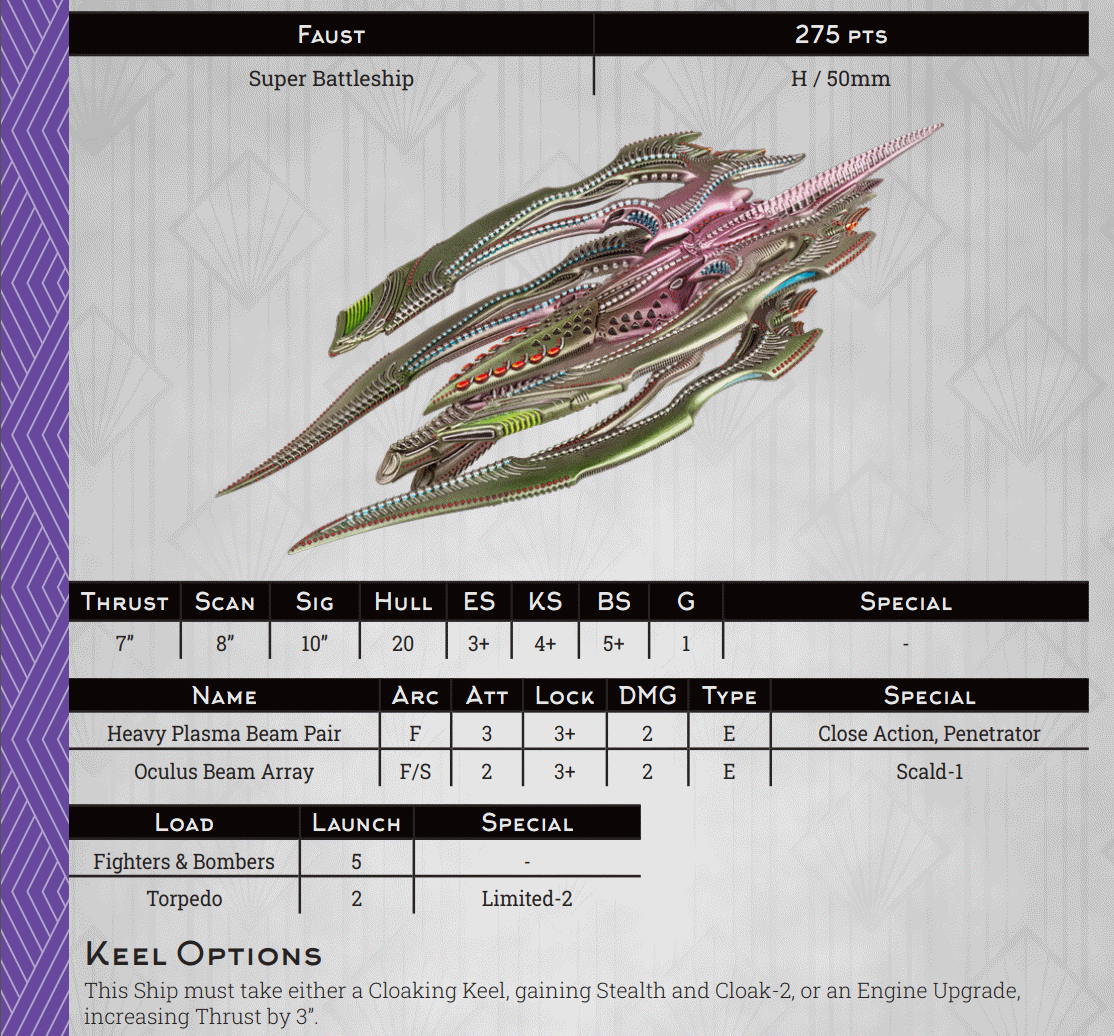 Faust 275 pts
Super Battleship H / 50mm
Thrust Scan Sig Hull ES KS BS G Special
7” 8” 10” 20 3+ 4+ 5+ 1 -
Name Arc Att Lock DMG Type Special
Heavy Plasma Beam Pair F 3 3+ 2 E Close Action, Penetrator
Oculus Beam Array F/S 2 3+ 2 E Scald-1
Load Launch Special
Fighters & Bombers 5 -
Torpedo 2 Limited-2
Keel Options
This Ship must take either a Cloaking Keel, gaining Stealth and Cloak-2, or an Engine Upgrade,
increasing Thrust by 3”.